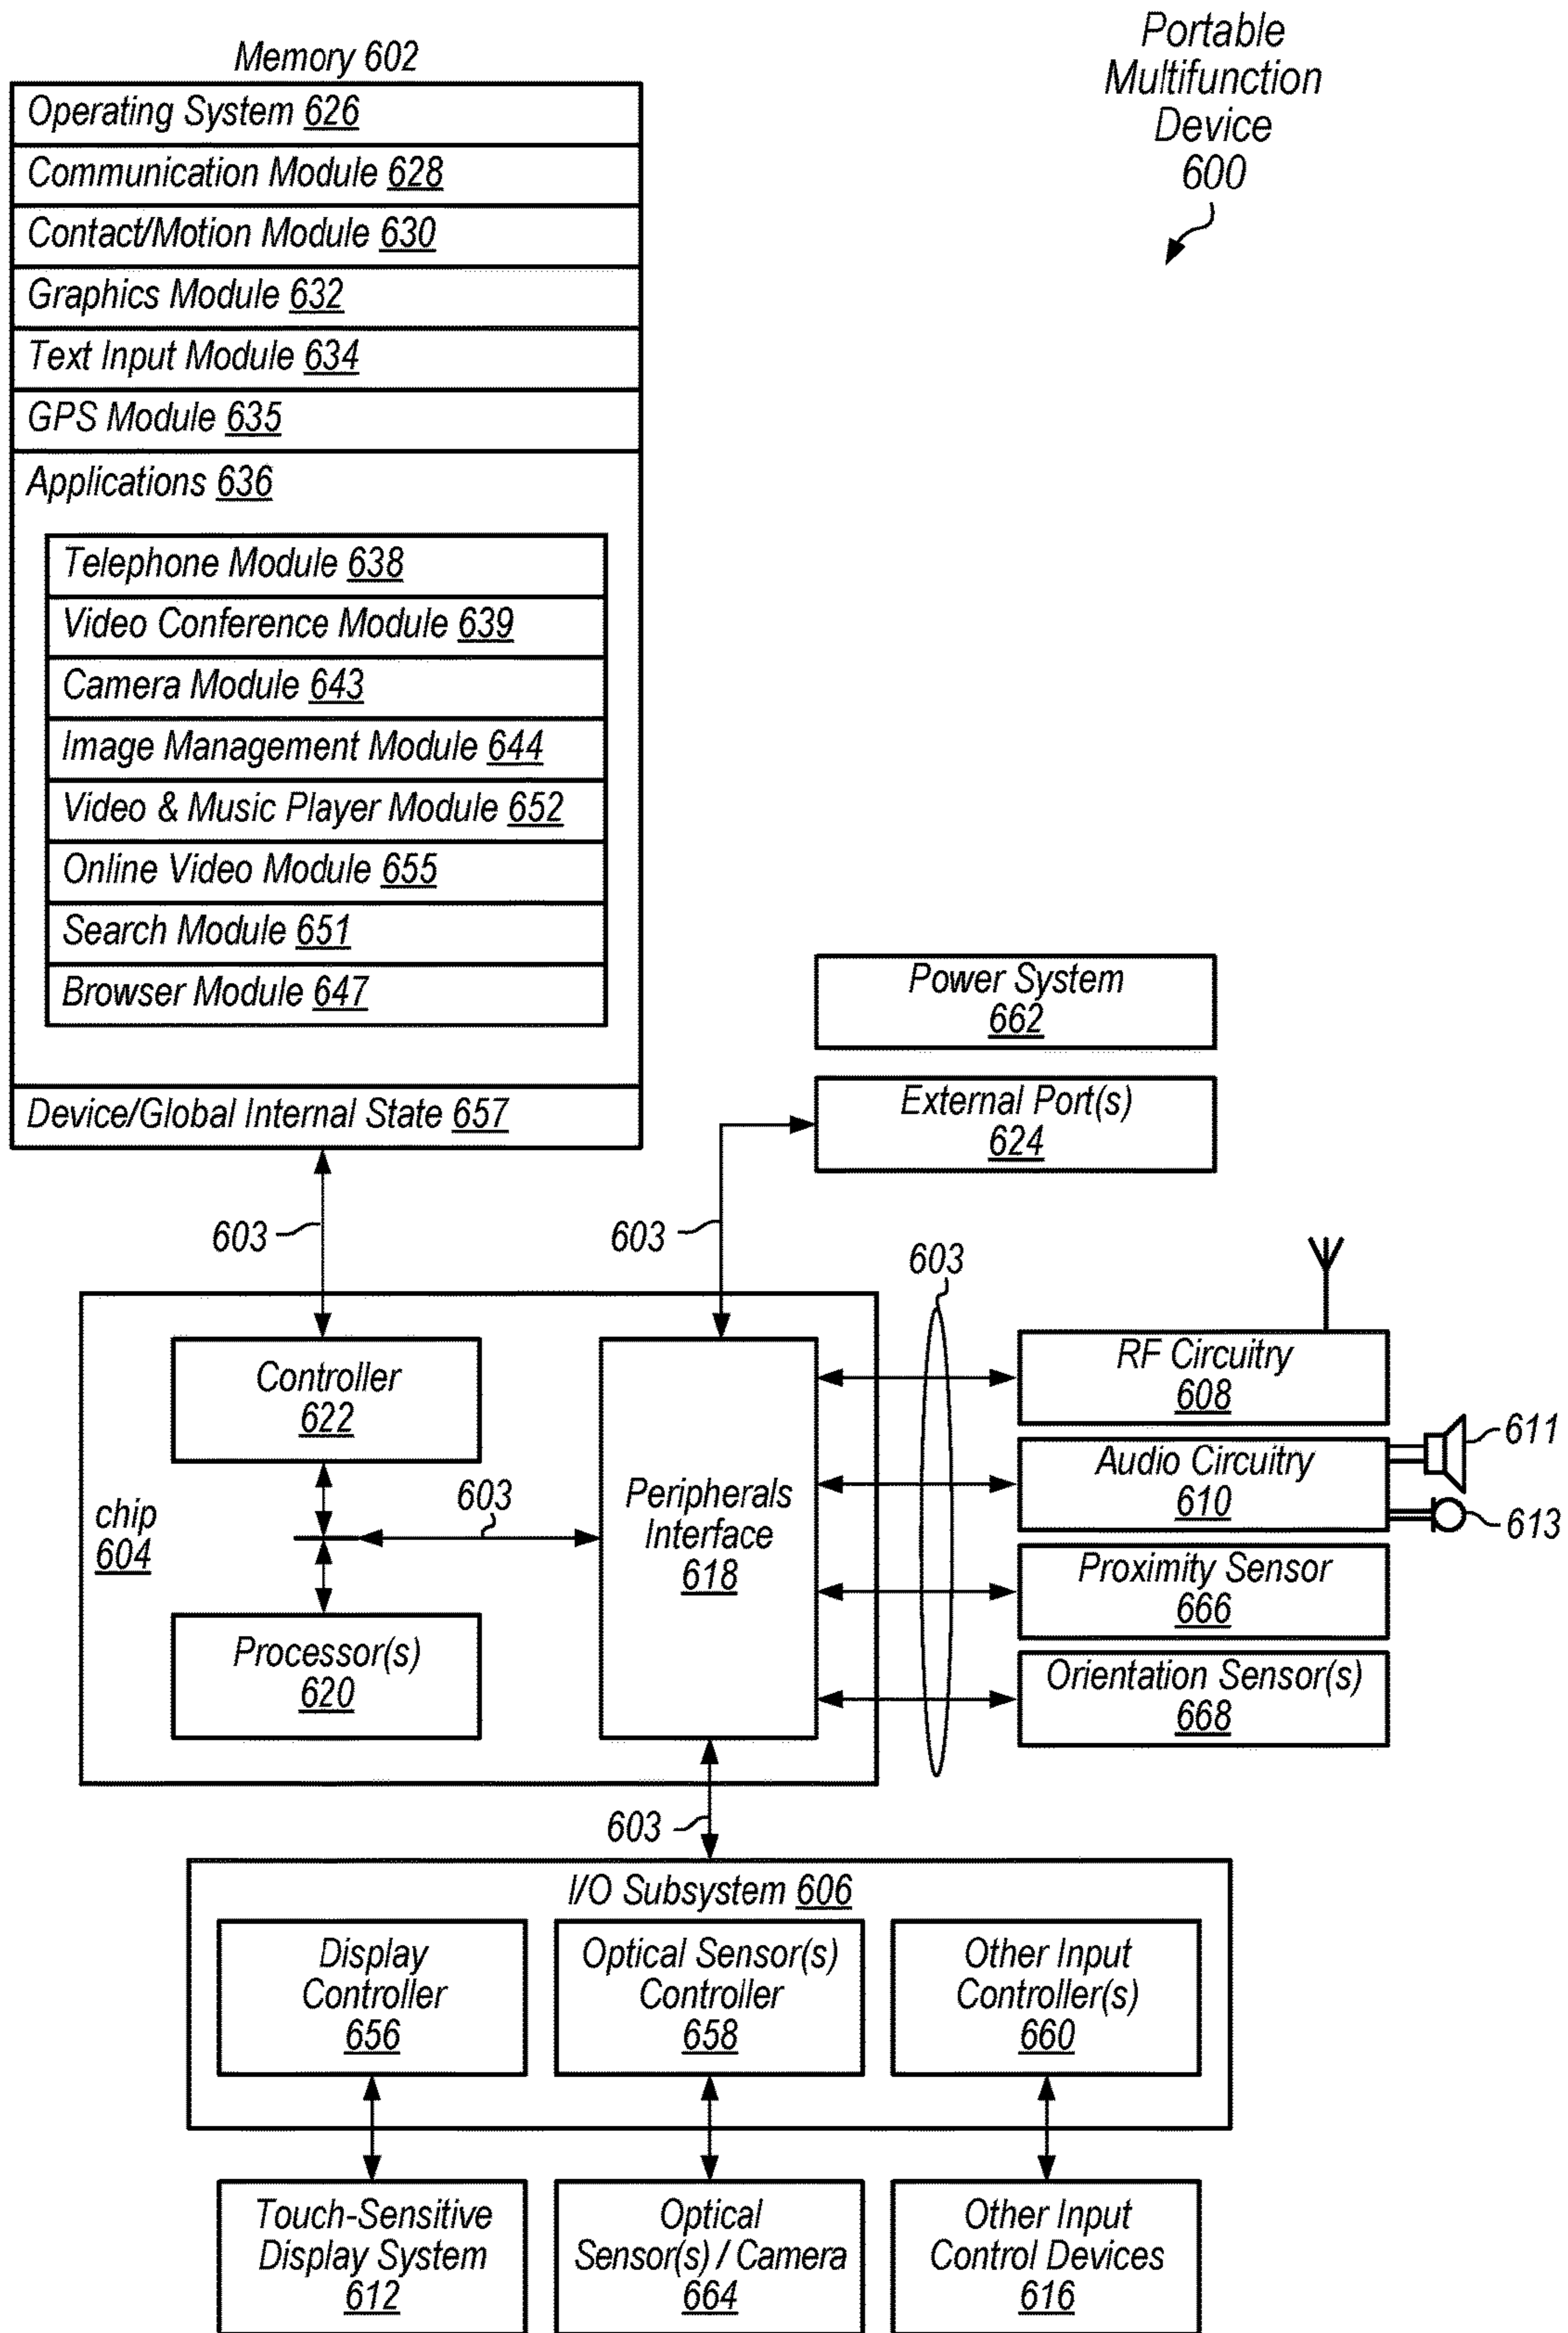 Portable
Multifunction
Device
600
Memory 602
Operating System 626
Communication Module 628
Contact/Motion Module 630
Graphics Module 632
Text Input Module 634
GPS Module 635
Applications 636
Telephone Module 638
Video Conference Module 639
Camera Module 643
Image Management Module 644
Video & Music Player Module 652
Online Video Module 655
Search Module 651
Browser Module 647
Device/Global Internal State 657
Power System
662
External Port(s)
624
603
603
603
chip
604
Controller
622
603
Processor(s)
620
Peripherals
Interface
618
RF Circuitry
608
Audio Circuitry
610
611
613
Proximity Sensor
666
Orientation Sensor(s)
668
603
I/O Subsystem 606
Display
Controller
656
Optical Sensor(s)
Controller
658
Other Input
Controller(s)
660
Touch-Sensitive
Display System
612
Optical
Sensor(s) / Camera
664
Other Input
Control Devices
616